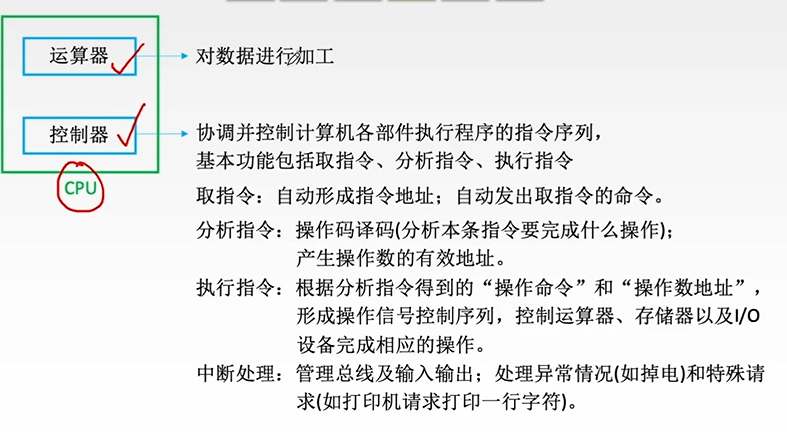 运算器
对数据进行加工
控制器
协调并控制计算机各部件执行程序的指令序列，
基本功能包括取指令、分析指令、执行指令
CPU
取指令：自动形成指令地址；自动发出取指令的命令。
分析指令：操作码译码(分析本条指令要完成什么操作)；
产生操作数的有效地址。
执行指令：根据分析指令得到的“操作命令”和“操作数地址”，
形成操作信号控制序列，控制运算器、存储器以及I/O
设备完成相应的操作。
中断处理：管理总线及输入输出；处理异常情况(如掉电)和特殊请
求(如打印机请求打印一行字符)。